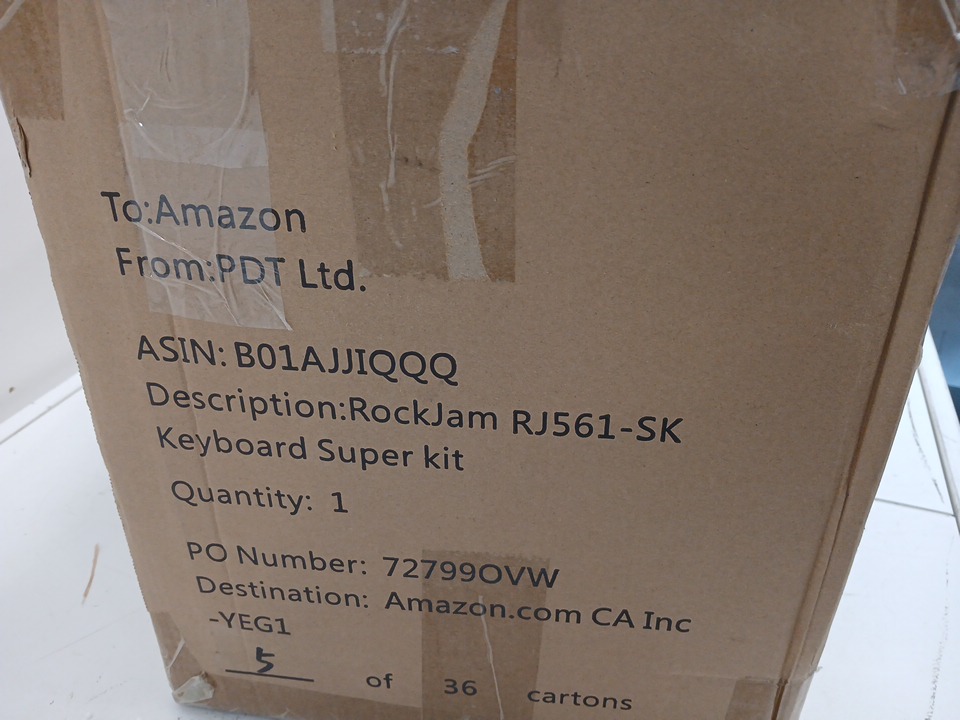 To:Amazon
From:PDT Ltd.
ASIN: B01AJJIQQQ
Description:RockJam RJ561-SK
Keyboard Super kit
Quantity: 1
PO Number: 72799OVW
Destination: Amazon.com CA Inc
-YEG1
5 of 36 cartons